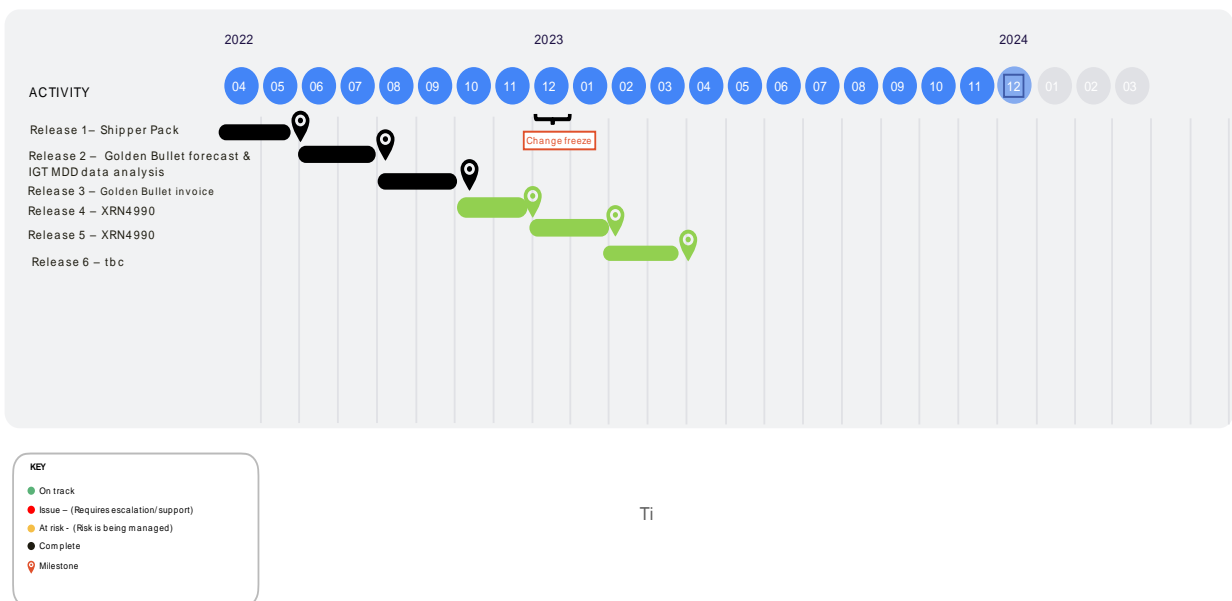 2022 2023 2024
ACTIVITY 04 05 06 07 08 09 10 11 12 01 02 03 04 05 06 07 08 09 10 11 12 01 02 03
Release 1– Shipper Pack
Change freeze
Release 2 – Golden Bullet forecast &
IGT MDD data analysis
Release 3 – Golden Bullet invoice
Release 4 – XRN4990
Release 5 – XRN4990
Release 6 – tbc
KEY
On track
Issue – (Requires escalation/support)
At risk - (Risk is being managed)
Complete
Milestone
Ti